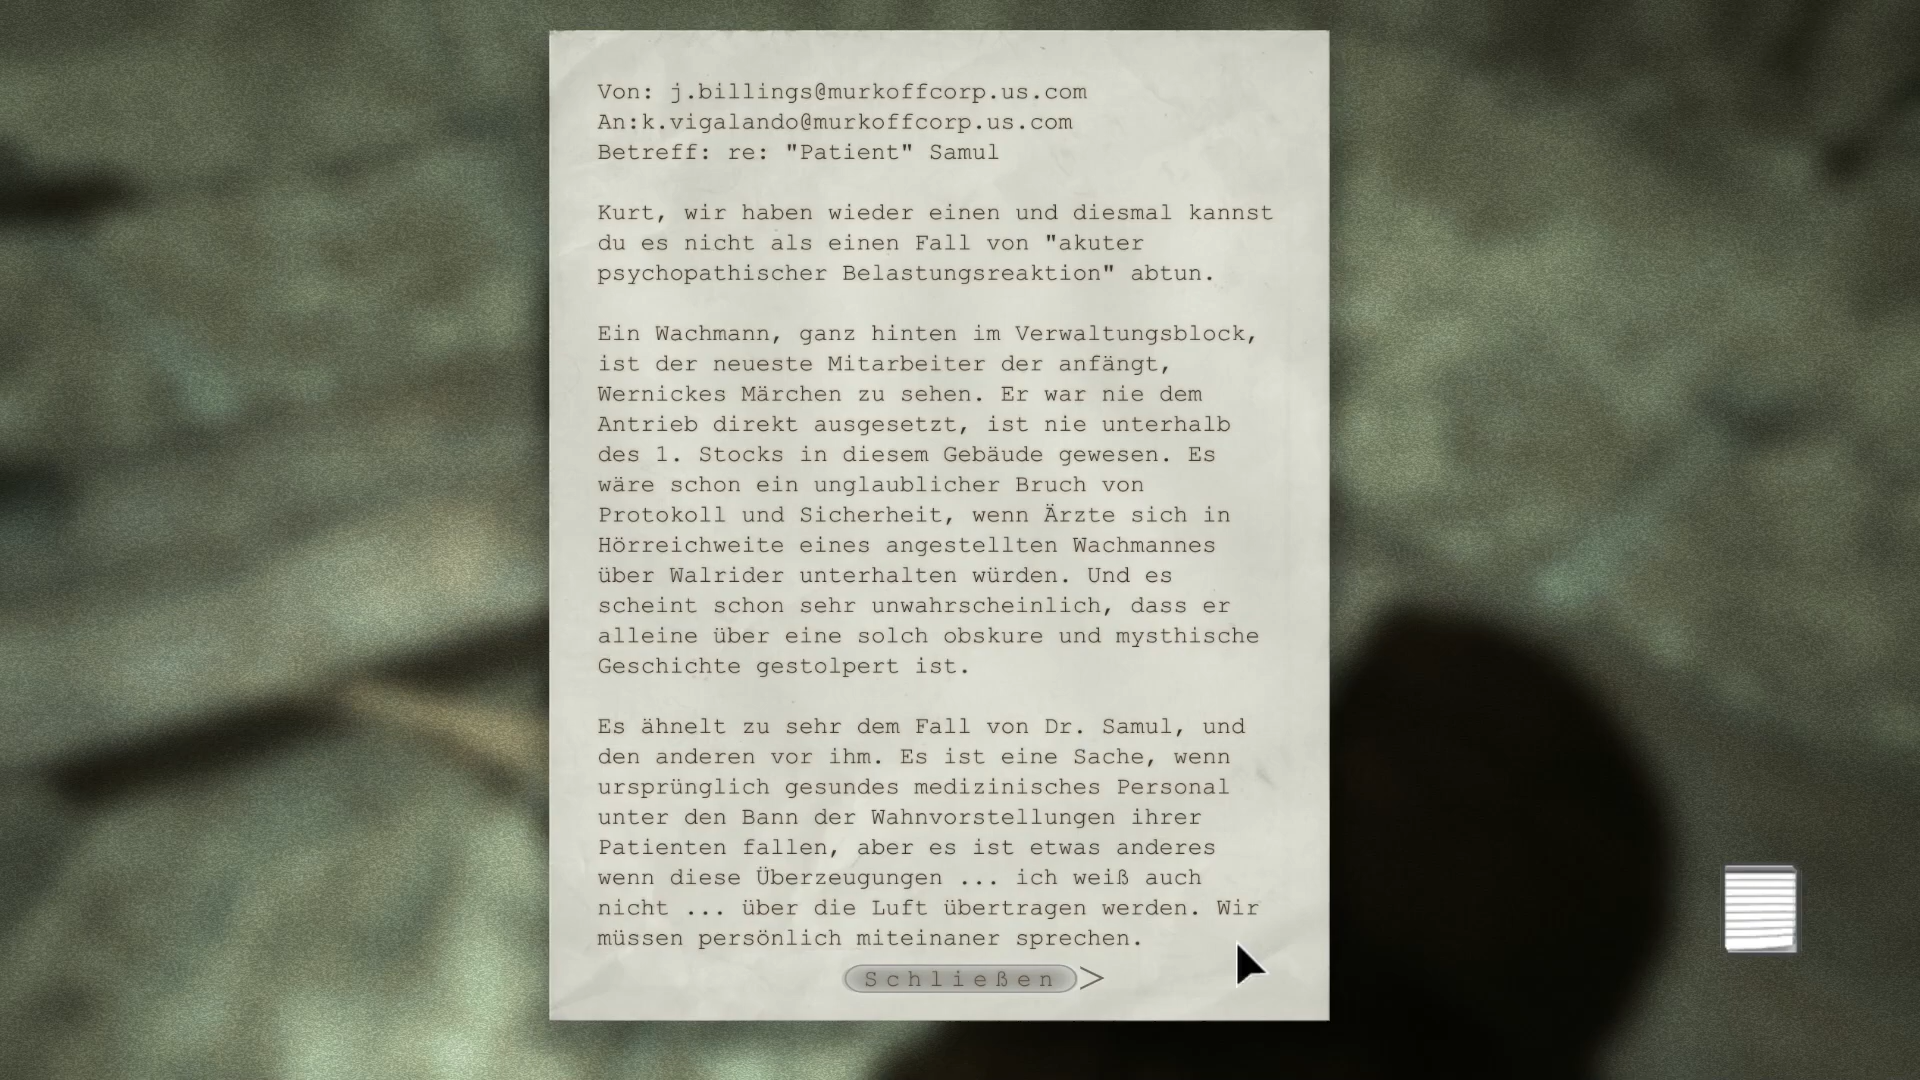 Von: j.billings@murkoffcorp.us.com
An:k.vigalando@murkoffcorp.us.com
Betreff: re: "Patient" Samul
Kurt, wir haben wieder einen und diesmal kannst
du es nicht als einen Fall von "akuter
psychopathischer Belastungsreaktion" abtun.
Ein Wachmann, ganz hinten im Verwaltungsblock,
ist der neueste Mitarbeiter der anfängt,
Wernickes Märchen zu sehen. Er war nie dem
Antrieb direkt ausgesetzt, ist nie unterhalb
des 1. Stocks in diesem Gebäude gewesen. Es
wäre schon ein unglaublicher Bruch von
Protokoll und Sicherheit, wenn Ärzte sich in
Hörreichweite eines angestellten Wachmannes
über Walrider unterhalten würden. Und es
scheint schon sehr unwahrscheinlich, dass er
alleine über eine solch obskure und mysthische
Geschichte gestolpert ist.
Es ähnelt zu sehr dem Fall von Dr. Samul, und
den anderen vor ihm. Es ist eine Sache, wenn
ursprünglich gesundes medizinisches Personal
unter den Bann der Wahnvorstellungen ihrer
Patienten fallen, aber es ist etwas anderes
wenn diese Überzeugungen ... ich weiß auch
nicht ... über die Luft übertragen werden. Wir
müssen persönlich miteinaner sprechen.
Schließen >